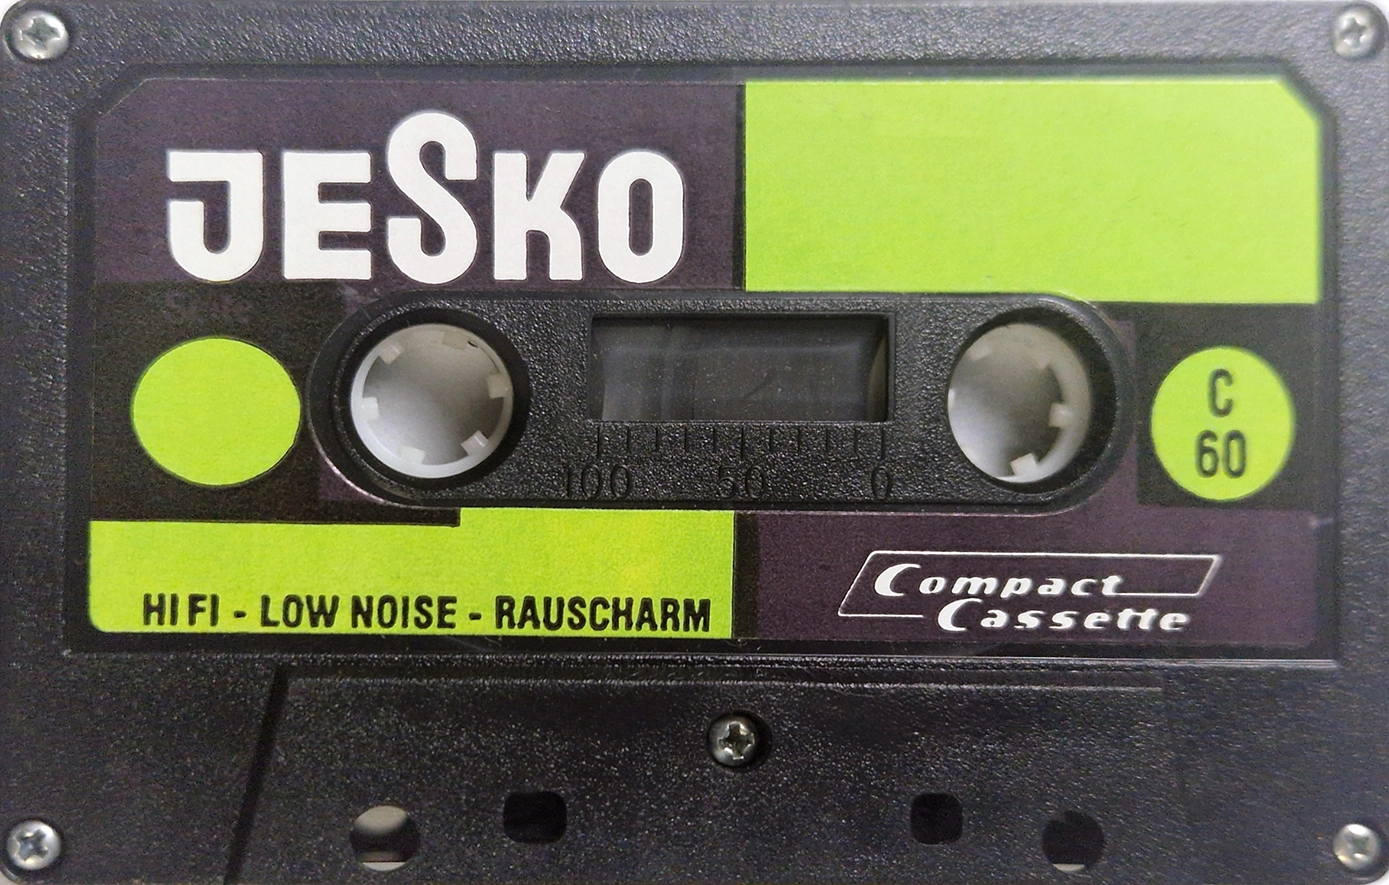 JESKO
C
60
100 50 0
HI FI - LOW NOISE - RAUSCHARM
Compact
Cassette